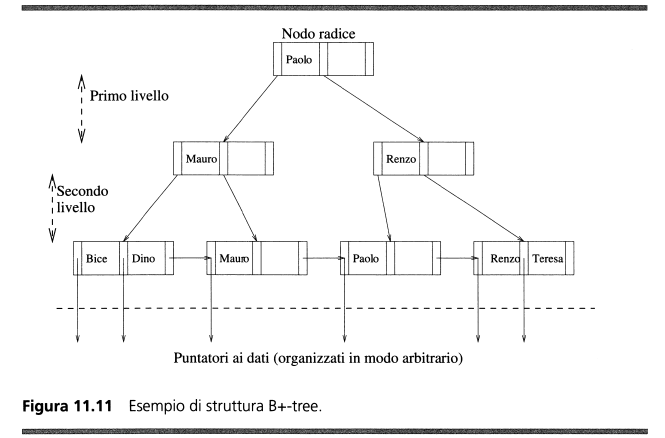 Nodo radice
Paolo
Primo livello
Mauro
Renzo
Secondo
livello
Bice Dino Mauro Paolo Renzo Teresa
Puntatori ai dati (organizzati in modo arbitrario)
Figura 11.11 Esempio di struttura B+-tree.